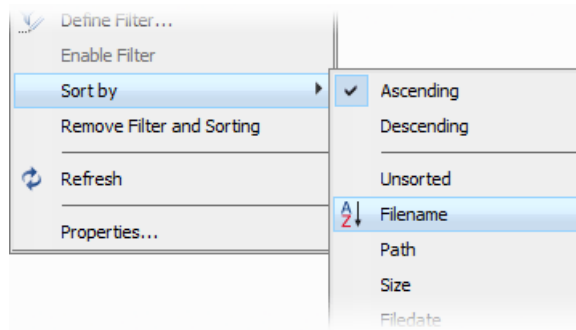 Define Filter...
Enable Filter
Sort by
Remove Filter and Sorting
Refresh
Properties...
Ascending
Descending
Unsorted
Filename
Path
Size
Filedate